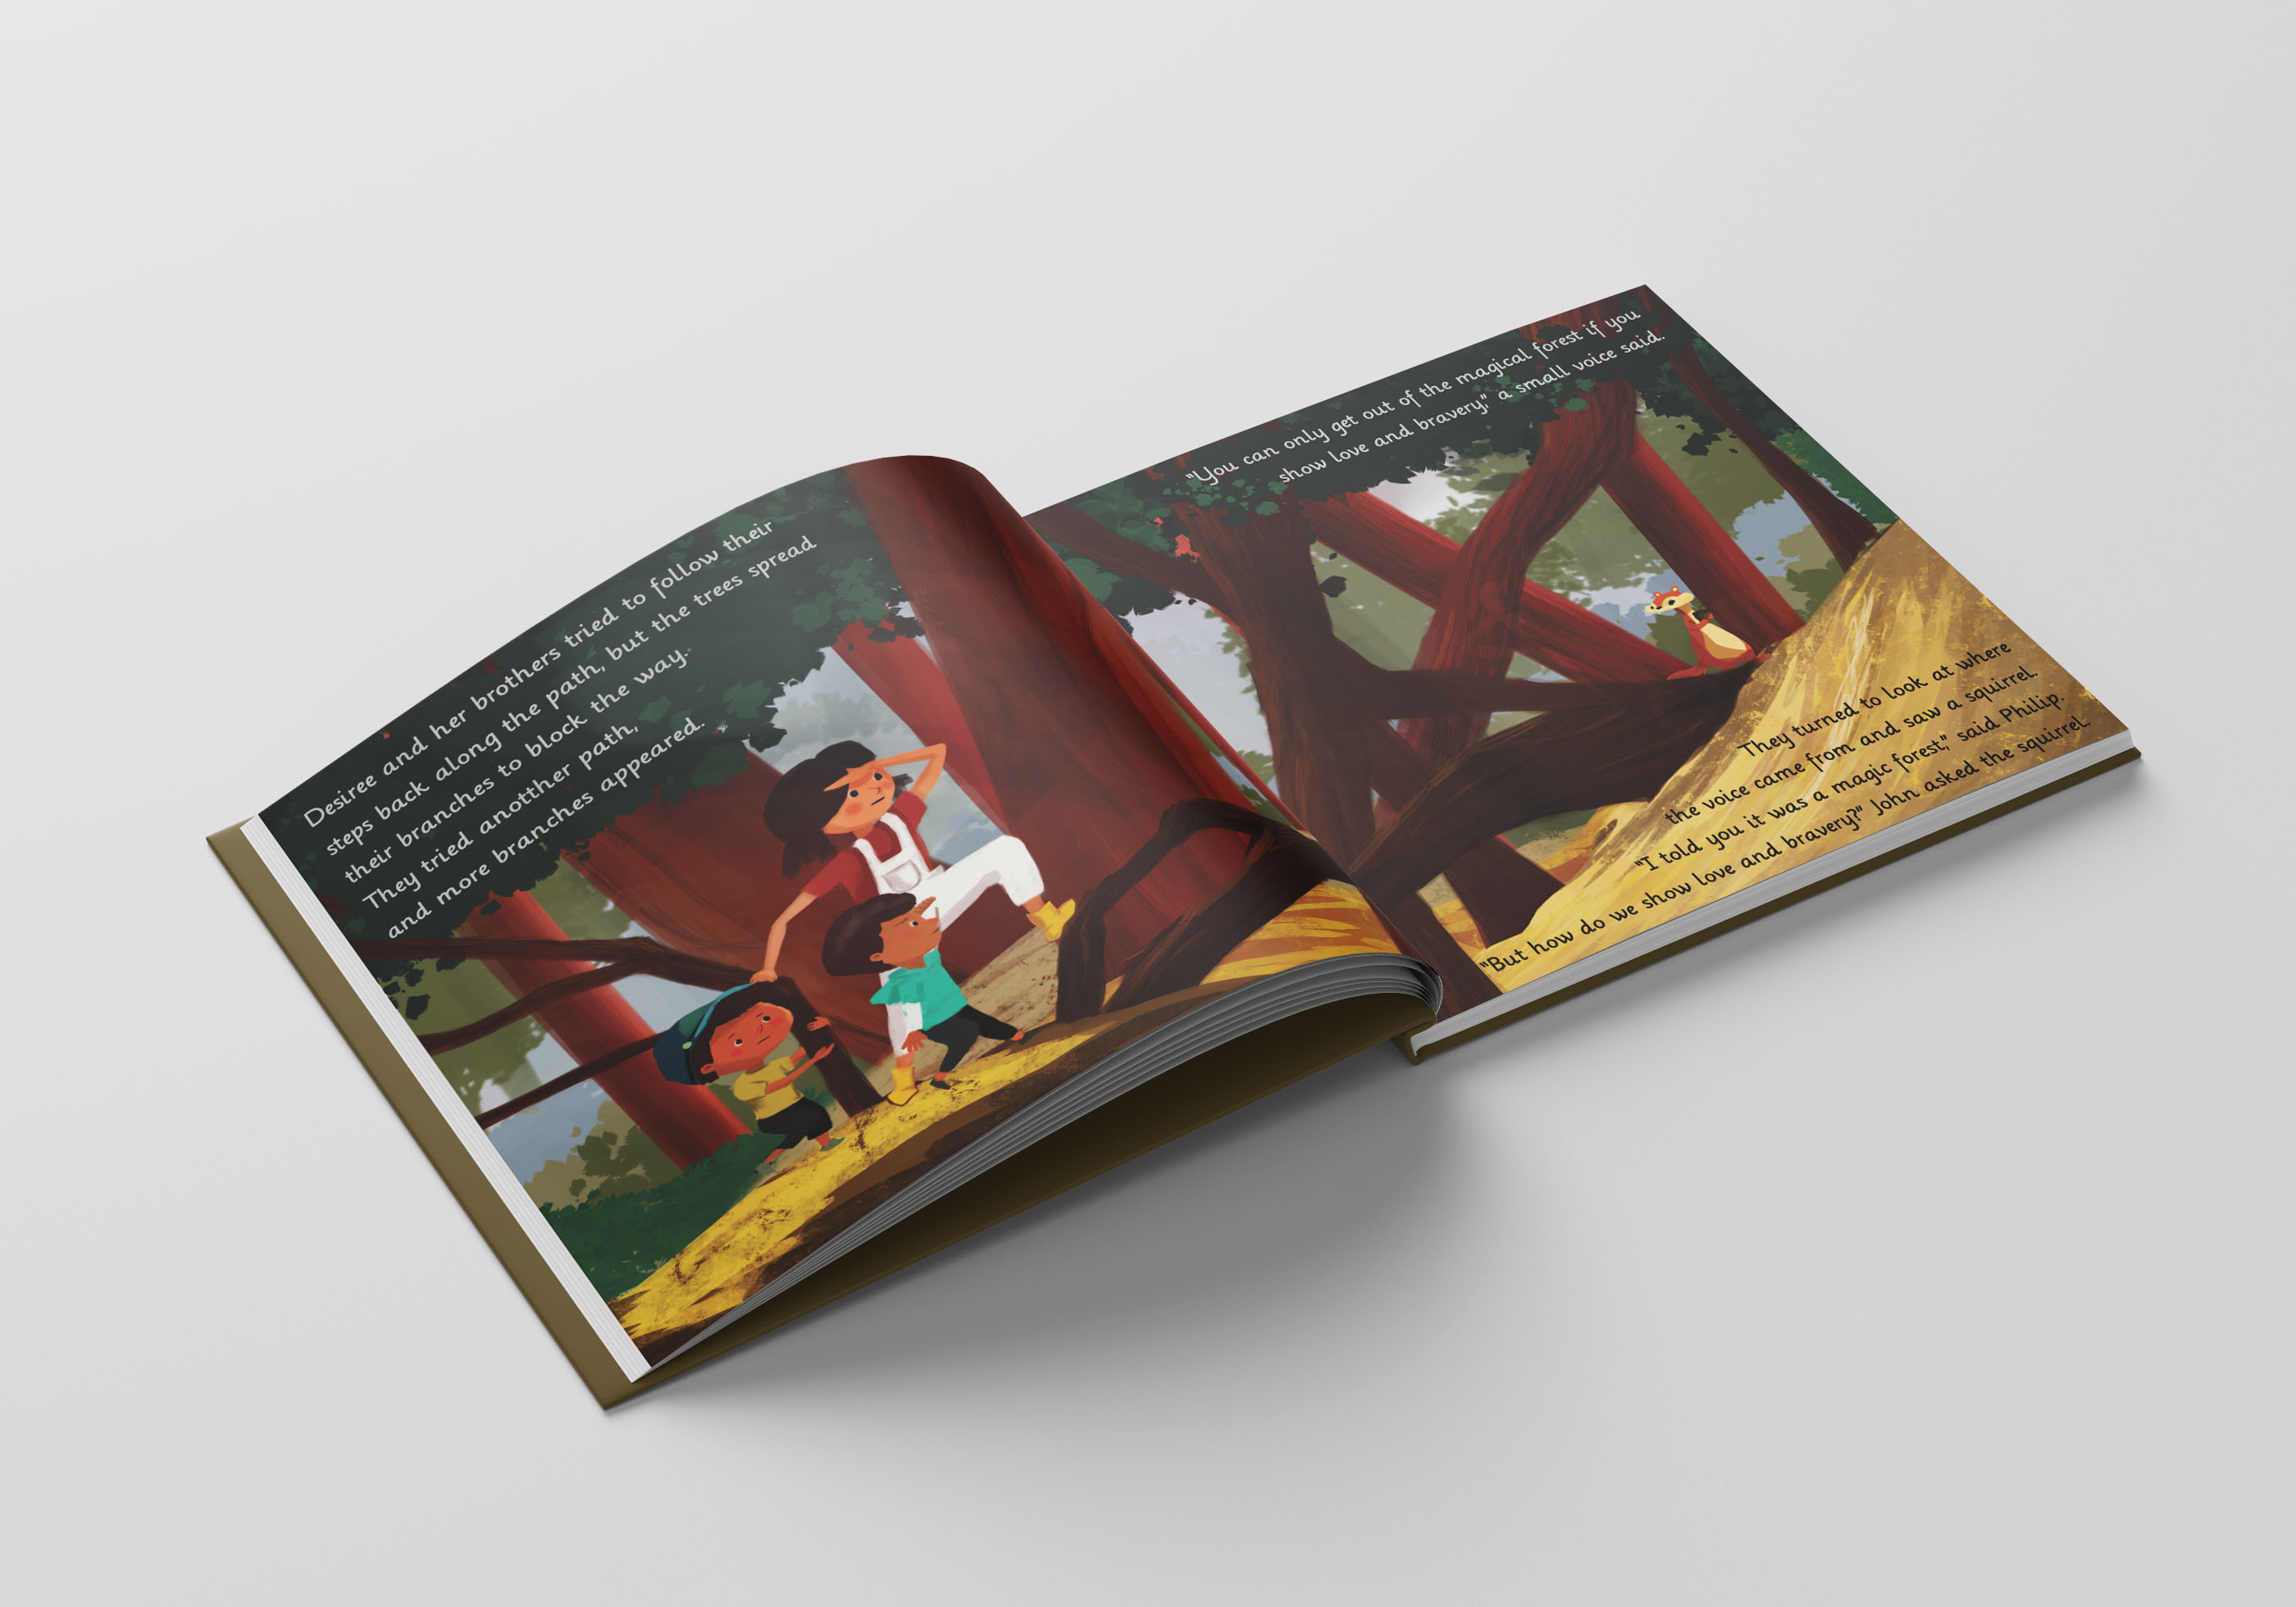 Desiree and her brothers tried to follow their
steps back along the path, but the trees spread
their branches to block the way.
They tried anotther path,
and more branches appeared.
"You can only get out of the magical forest if you
show love and bravery," a small voice said.
They turned to look at where
the voice came from and saw a squirrel.
"I told you it was a magic forest," said Philip.
"But how do we show love and bravery?" John asked the squirrel.